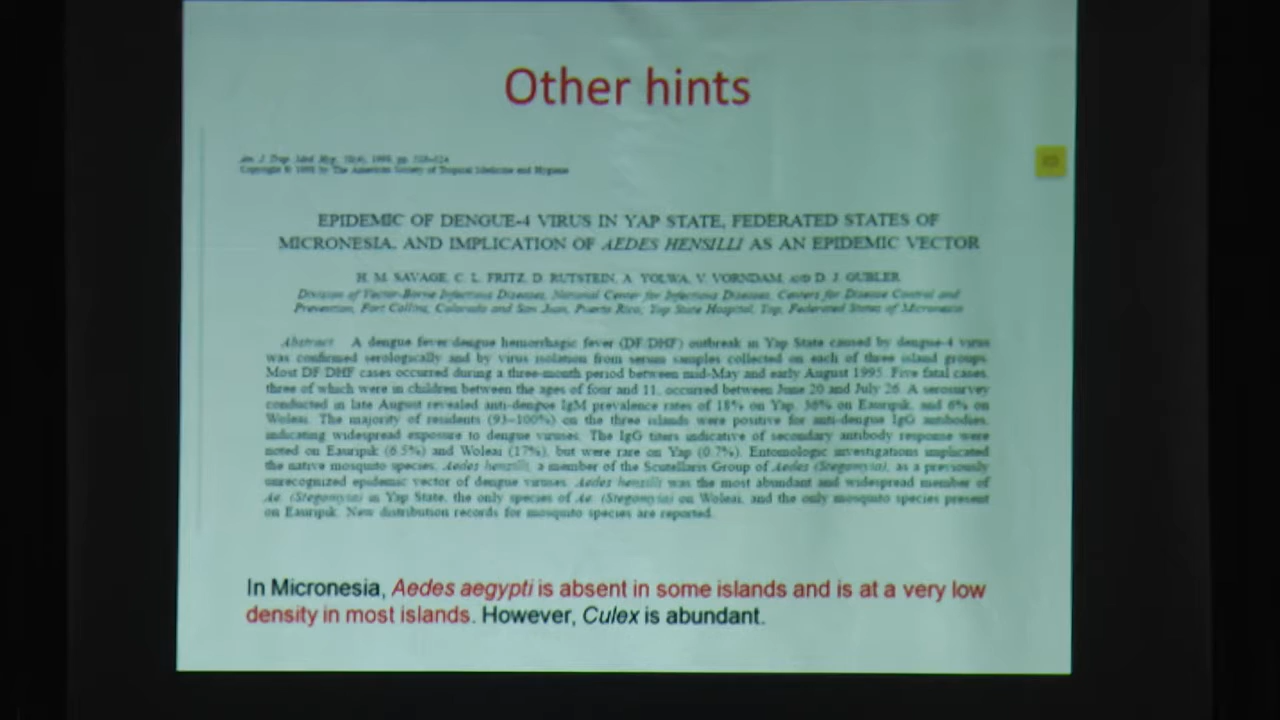 Other hints
Am. J. Trop. Med. Hyg., 1998, pp.
Copyright © 1998 by The American Society of Tropical Medicine and Hygiene
EPIDEMIC OF DENGUE-4 VIRUS IN YAP STATE, FEDERATED STATES OF
MICRONESIA, AND IMPLICATION OF AEDES HENSILLI AS AN EPIDEMIC VECTOR
H. M. SAVAGE, C. L. FRITZ, D. RUTSTEIN, A. YOLWA, V. VORNDAM, AND D. J. GUBLER
Division of Vector-Borne Infectious Diseases, National Center for Infectious Diseases, Centers for Disease Control and
Prevention, Fort Collins, Colorado and San Juan, Puerto Rico; Yap State Hospital, Yap, Federated States of Micronesia
Abstract. A dengue fever/dengue hemorrhagic fever (DF/DHF) outbreak in Yap State caused by dengue-4 virus
was confirmed serologically and by virus isolation from serum samples collected on each of three island groups.
Most DF/DHF cases occurred during a three-month period between mid-May and early August 1995. Five fatal cases,
three of which were in children between the ages of four and 11, occurred between June 20 and July 26. A serosurvey
conducted in late August revealed anti-dengue IgM prevalence rates of 18% on Yap, 36% on Eauripik, and 6% on
Woleai. The majority of residents (93–100%) on the three islands were positive for anti-dengue IgG antibodies,
indicating widespread exposure to dengue viruses. The IgG titers indicative of secondary antibody response were
noted on Eauripik (6.5%) and Woleai (17%), but were rare on Yap (0.7%). Entomologic investigations implicated
the native mosquito species, Aedes hensilli, a member of the Scutellaris Group of Aedes (Stegomyia), as a previously
unrecognized epidemic vector of dengue viruses. Aedes hensilli was the most abundant and widespread member of
Ae. (Stegomyia) in Yap State, the only species of Ae. (Stegomyia) on Woleai, and the only mosquito species present
on Eauripik. New distribution records for mosquito species are reported.
In Micronesia, Aedes aegypti is absent in some islands and is at a very low
density in most islands. However, Culex is abundant.